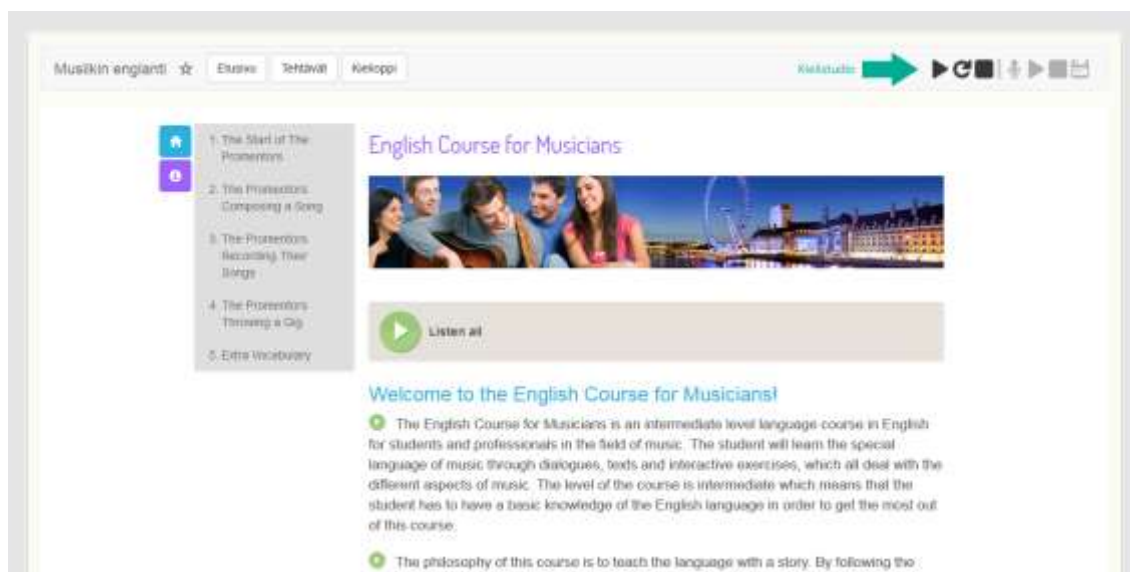 Musiikin englanti
Etusivu Tehtävät Kielioppi
Kielistudio
1. The Start of The
Promentors
2. The Promentors
Composing a Song
3. The Promentors
Recording Their
Songs
4. The Promentors
Throwing a Gig
5. Extra Vocabulary
English Course for Musicians
Listen all
Welcome to the English Course for Musicians!
The English Course for Musicians is an intermediate level language course in English
for students and professionals in the field of music. The student will learn the special
language of music through dialogues, texts and interactive exercises, which all deal with the
different aspects of music. The level of the course is intermediate which means that the
student has to have a basic knowledge of the English language in order to get the most out
of this course.
The philosophy of this course is to teach the language with a story. By following the